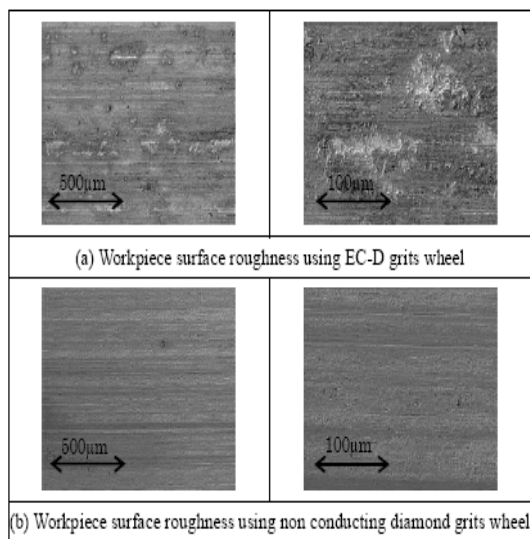 500μm
100μm
(a) Workpiece surface roughness using EC-D grits wheel
500μm
100μm
(b) Workpiece surface roughness using non conducting diamond grits wheel